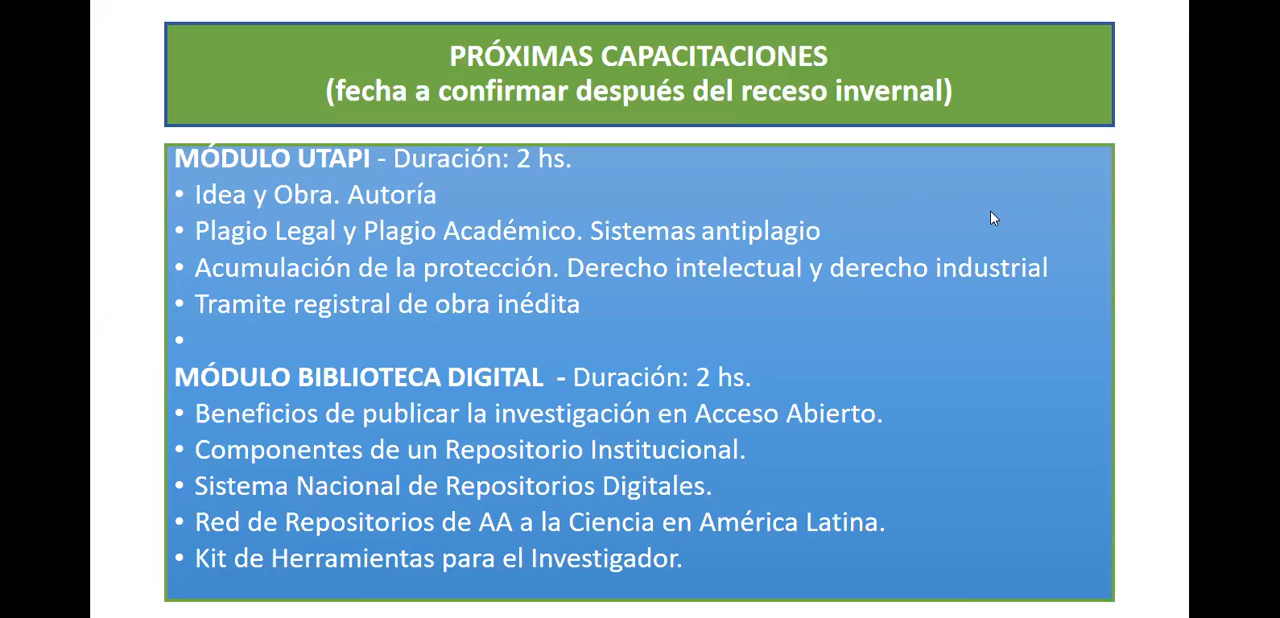 PRÓXIMAS CAPACITACIONES
(fecha a confirmar después del receso invernal)
MÓDULO UTAPI - Duración: 2 hs.
• Idea y Obra. Autoría
• Plagio Legal y Plagio Académico. Sistemas antiplagio
• Acumulación de la protección. Derecho intelectual y derecho industrial
• Tramite registral de obra inédita
•
MÓDULO BIBLIOTECA DIGITAL - Duración: 2 hs.
• Beneficios de publicar la investigación en Acceso Abierto.
• Componentes de un Repositorio Institucional.
• Sistema Nacional de Repositorios Digitales.
• Red de Repositorios de AA a la Ciencia en América Latina.
• Kit de Herramientas para el Investigador.